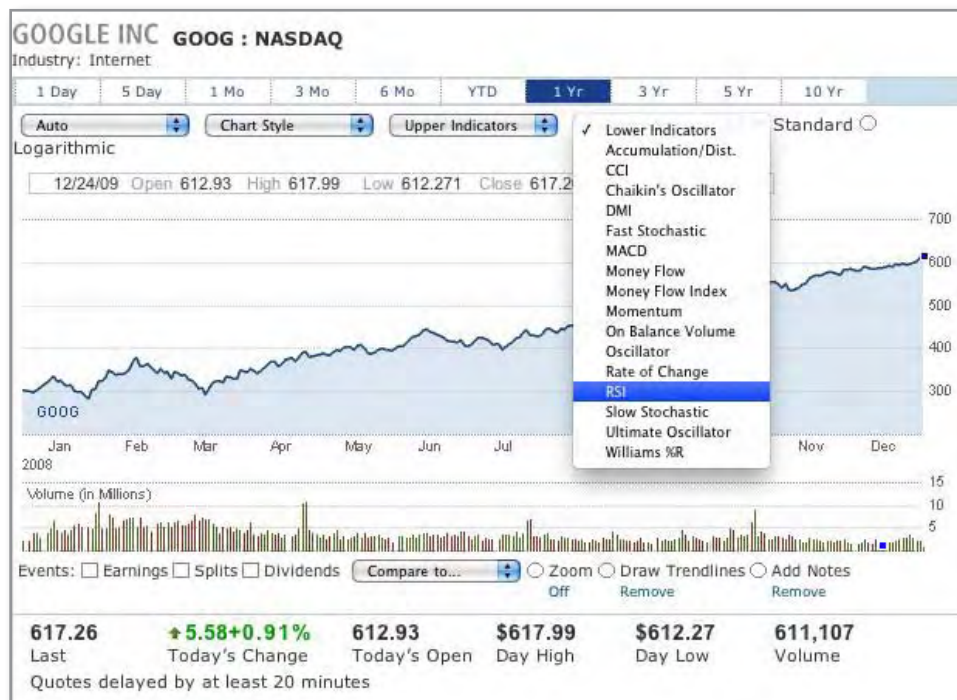 GOOGLE INC GOOG : NASDAQ
Industry: Internet
1 Day 5 Day 1 Mo 3 Mo 6 Mo YTD 1 Yr 3 Yr 5 Yr 10 Yr
Auto Chart Style Upper Indicators ✓ Lower Indicators Standard
Logarithmic
Accumulation/Dist.
CCI
Chaikin's Oscillator
DMI
Fast Stochastic
MACD
Money Flow
Money Flow Index
Momentum
On Balance Volume
Oscillator
Rate of Change
RSI
Slow Stochastic
Ultimate Oscillator
Williams %R
12/24/09 Open 612.93 High 617.99 Low 612.271 Close 617.2
700
600
500
400
300
GOOG
Jan Feb Mar Apr May Jun Jul Nov Dec
2008
Volume (in Millions)
15
10
5
Events: Earnings Splits Dividends Compare to... Zoom Draw Trendlines Add Notes
Off Remove Remove
617.26 5.58+0.91% 612.93 $617.99 $612.27 611,107
Last Today's Change Today's Open Day High Day Low Volume
Quotes delayed by at least 20 minutes